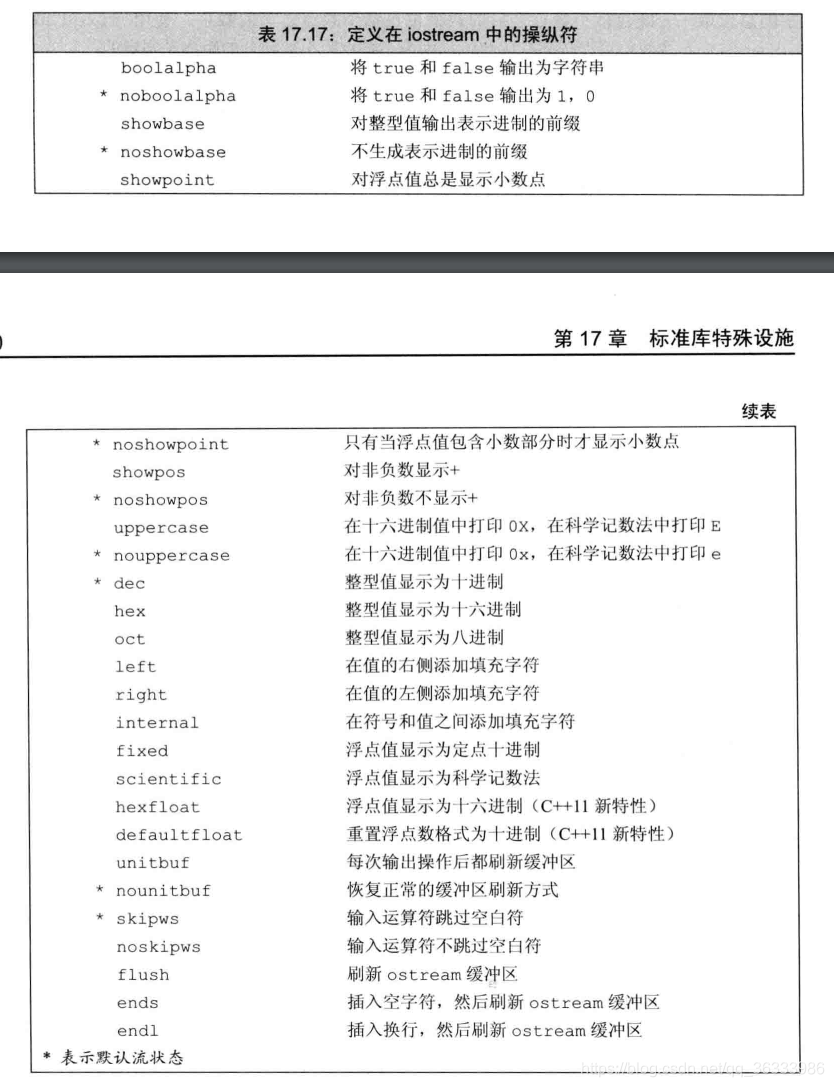 表 17.17：定义在 iostream 中的操纵符
boolalpha 将 true 和 false 输出为字符串
* noboolalpha 将 true 和 false 输出为 1，0
showbase 对整型值输出表示进制的前缀
* noshowbase 不生成表示进制的前缀
showpoint 对浮点值总是显示小数点
第 17 章 标准库特殊设施
续表
* noshowpoint 只有当浮点值包含小数部分时才显示小数点
showpos 对非负数显示+
* noshowpos 对非负数不显示+
uppercase 在十六进制值中打印 0X，在科学记数法中打印 E
* nouppercase 在十六进制值中打印 0x，在科学记数法中打印 e
* dec 整型值显示为十进制
hex 整型值显示为十六进制
oct 整型值显示为八进制
left 在值的右侧添加填充字符
right 在值的左侧添加填充字符
internal 在符号和值之间添加填充字符
fixed 浮点值显示为定点十进制
scientific 浮点值显示为科学记数法
hexfloat 浮点值显示为十六进制（C++11 新特性）
defaultfloat 重置浮点数格式为十进制（C++11 新特性）
unitbuf 每次输出操作后都刷新缓冲区
* nounitbuf 恢复正常的缓冲区刷新方式
* skipws 输入运算符跳过空白符
noskipws 输入运算符不跳过空白符
flush 刷新 ostream 缓冲区
ends 插入空字符，然后刷新 ostream 缓冲区
endl 插入换行，然后刷新 ostream 缓冲区
* 表示默认流状态
https://blog.csdn.net/qq_36333986